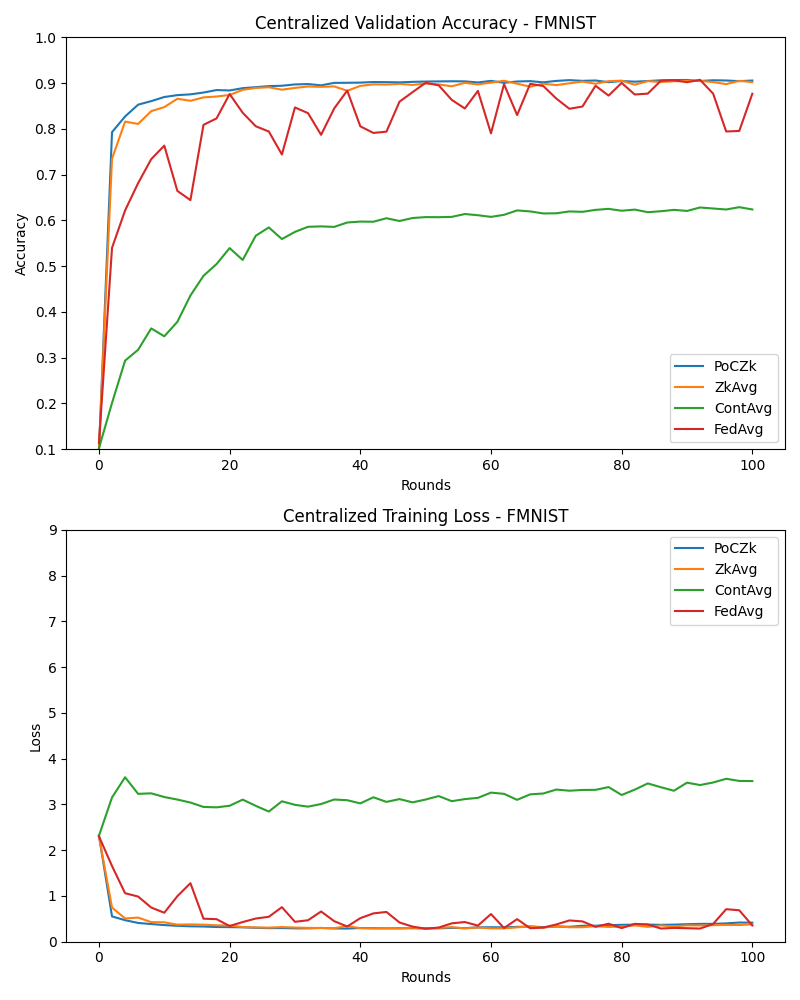 Centralized Validation Accuracy - FMNIST
1.0
0.9
0.8
0.7
0.6
0.5
0.4
0.3
0.2
0.1
Accuracy
PoCZk
ZkAvg
ContAvg
FedAvg
0 20 40 60 80 100
Rounds
Centralized Training Loss - FMNIST
9
8
7
6
5
4
3
2
1
0
Loss
PoCZk
ZkAvg
ContAvg
FedAvg
0 20 40 60 80 100
Rounds